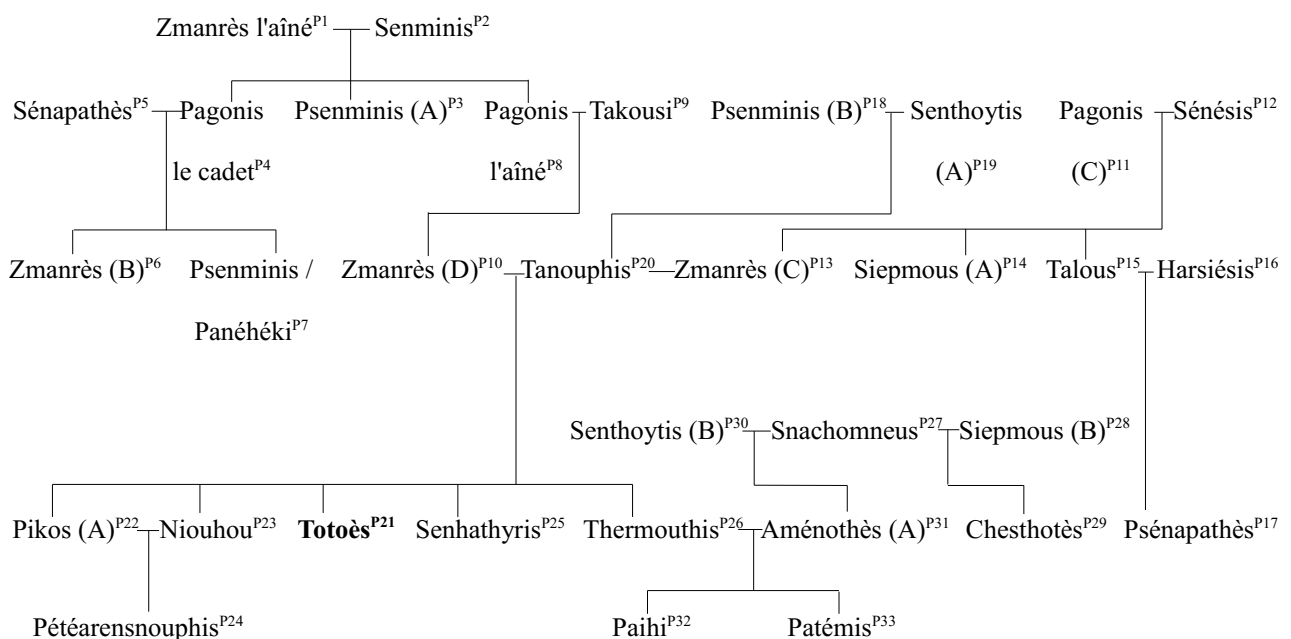 Zmanrès l'aîné^P1 Senminis^P2
Sénapathès^P5 Pagonis Psenminis (A)^P3 Pagonis Takousi^P9 Psenminis (B)^P18 Senthoytis Pagonis Sénésis^P12
le cadet^P4 l'aîné^P8 (A)^P19 (C)^P11
Zmanrès (B)^P6 Psenminis / Zmanrès (D)^P10 Tanouphis^P20 Zmanrès (C)^P13 Siepmous (A)^P14 Talous^P15 Harsiésis^P16
Panéhéki^P7
Senthoytis (B)^P30 Snachomneus^P27 Siepmous (B)^P28
Pikos (A)^P22 Niouhou^P23 Totoès^P21 Senhathyris^P25 Thermouthis^P26 Aménothès (A)^P31 Chesthotès^P29 Psénapathès^P17
Pétéarensnouphis^P24 Paihi^P32 Patémis^P33